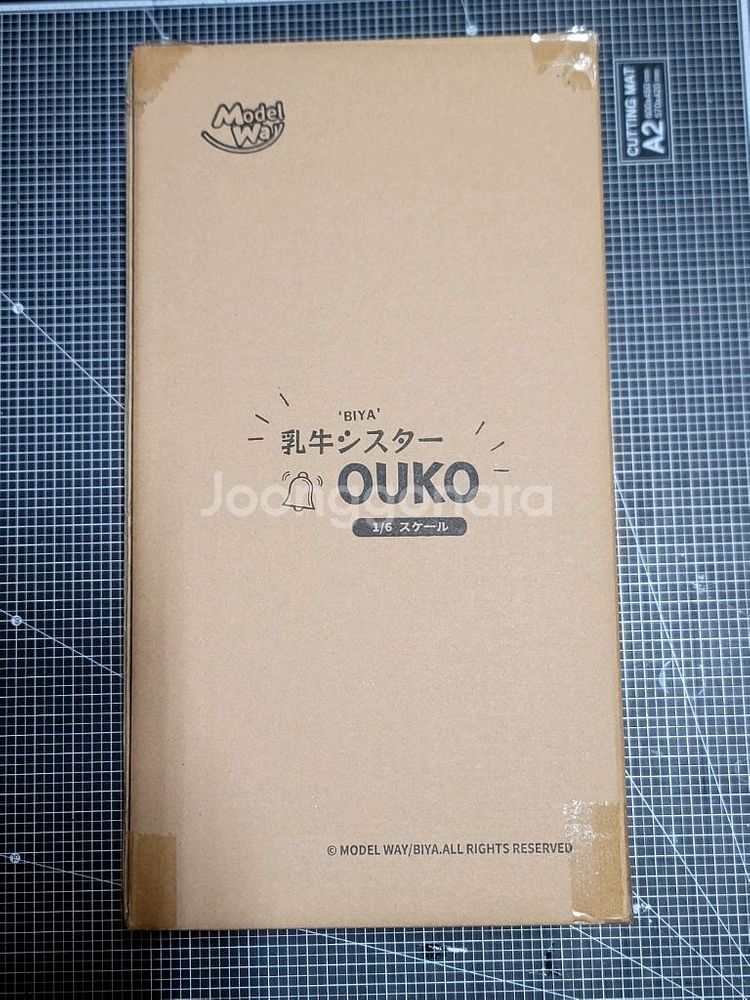 Model
Way
CUTTING MAT
A2
'BIYA'
乳牛シスター
OUKO
Joonggonara
1/6 スケール
© MODEL WAY/BIYA.ALL RIGHTS RESERVED